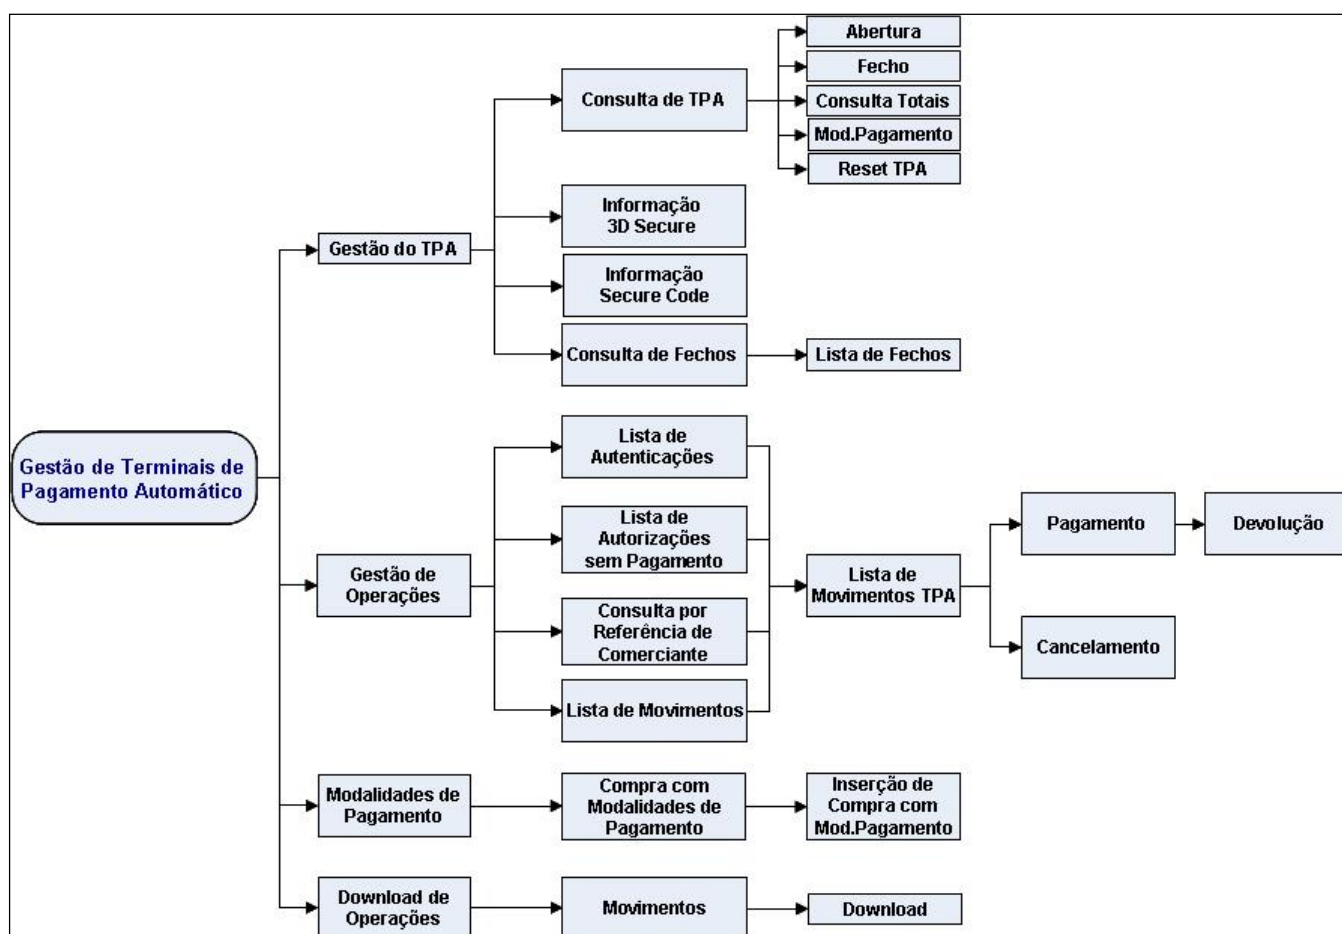 Abertura
Fecho
Consulta de TPA
Consulta Totais
Mod.Pagamento
Reset TPA
Informação
3D Secure
Gestão do TPA
Informação
Secure Code
Consulta de Fechos
Lista de Fechos
Lista de
Autenticações
Gestão de Terminais de
Pagamento Automático
Lista de
Autorizações
sem Pagamento
Pagamento
Devolução
Gestão de
Operações
Lista de
Movimentos TPA
Consulta por
Referência de
Comerciante
Cancelamento
Lista de Movimentos
Modalidades de
Pagamento
Compra com
Modalidades de
Pagamento
Inserção de
Compra com
Mod.Pagamento
Download de
Operações
Movimentos
Download